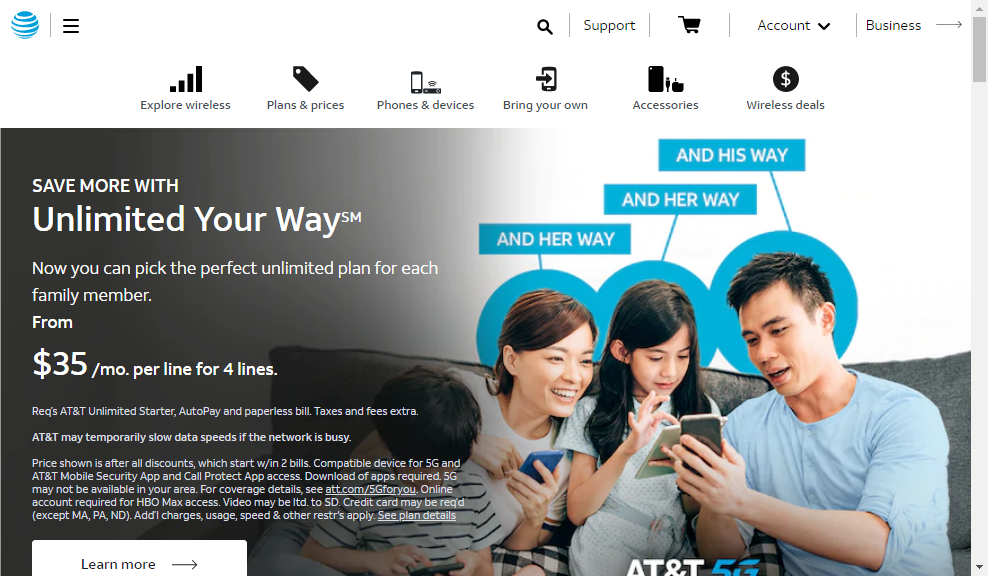 Support
Account
Business
Explore wireless
Plans & prices
Phones & devices
Bring your own
Accessories
Wireless deals
AND HIS WAY
AND HER WAY
AND HER WAY
SAVE MORE WITH
Unlimited Your Way℠
Now you can pick the perfect unlimited plan for each
family member.
From
$35 /mo. per line for 4 lines.
Req's AT&T Unlimited Starter, AutoPay and paperless bill. Taxes and fees extra.
AT&T may temporarily slow data speeds if the network is busy.
Price shown is after all discounts, which start w/in 2 bills. Compatible device for 5G and
AT&T Mobile Security App and Call Protect App access. Download of apps required. 5G
may not be available in your area. For coverage details, see att.com/5Gforyou. Online
account required for HBO Max access. Video may be ltd. to SD. Credit card may be req'd
(except MA, PA, ND). Add'l charges, usage, speed & other restr's apply. See plan details
Learn more
AT&T 5G